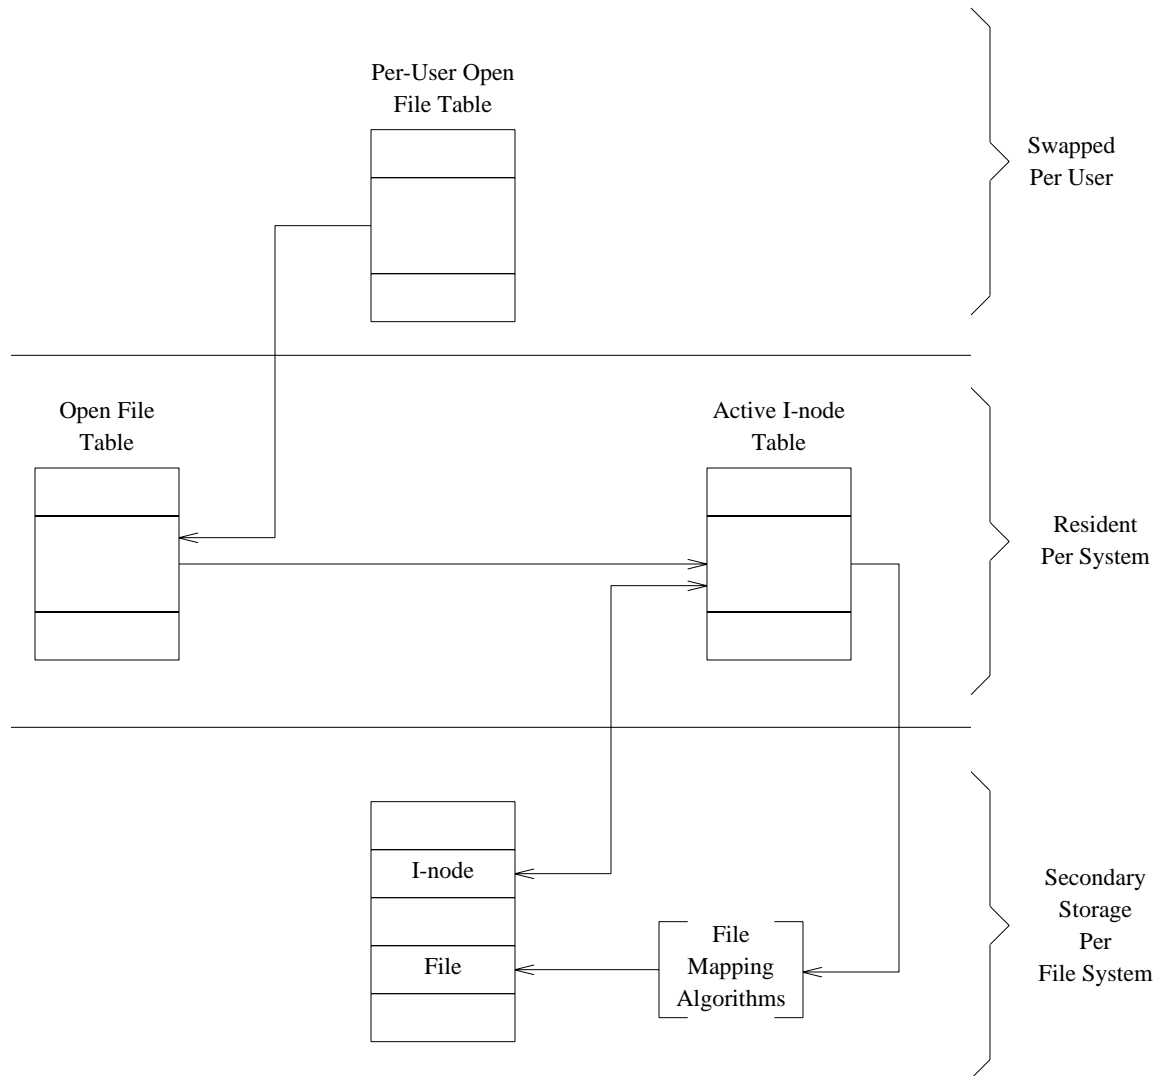 Per-User Open
File Table
Swapped
Per User
Open File
Table
Active I-node
Table
Resident
Per System
I-node
File
File
Mapping
Algorithms
Secondary
Storage
Per
File System